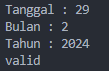 Tanggal : 29
Bulan : 2
Tahun : 2024
valid